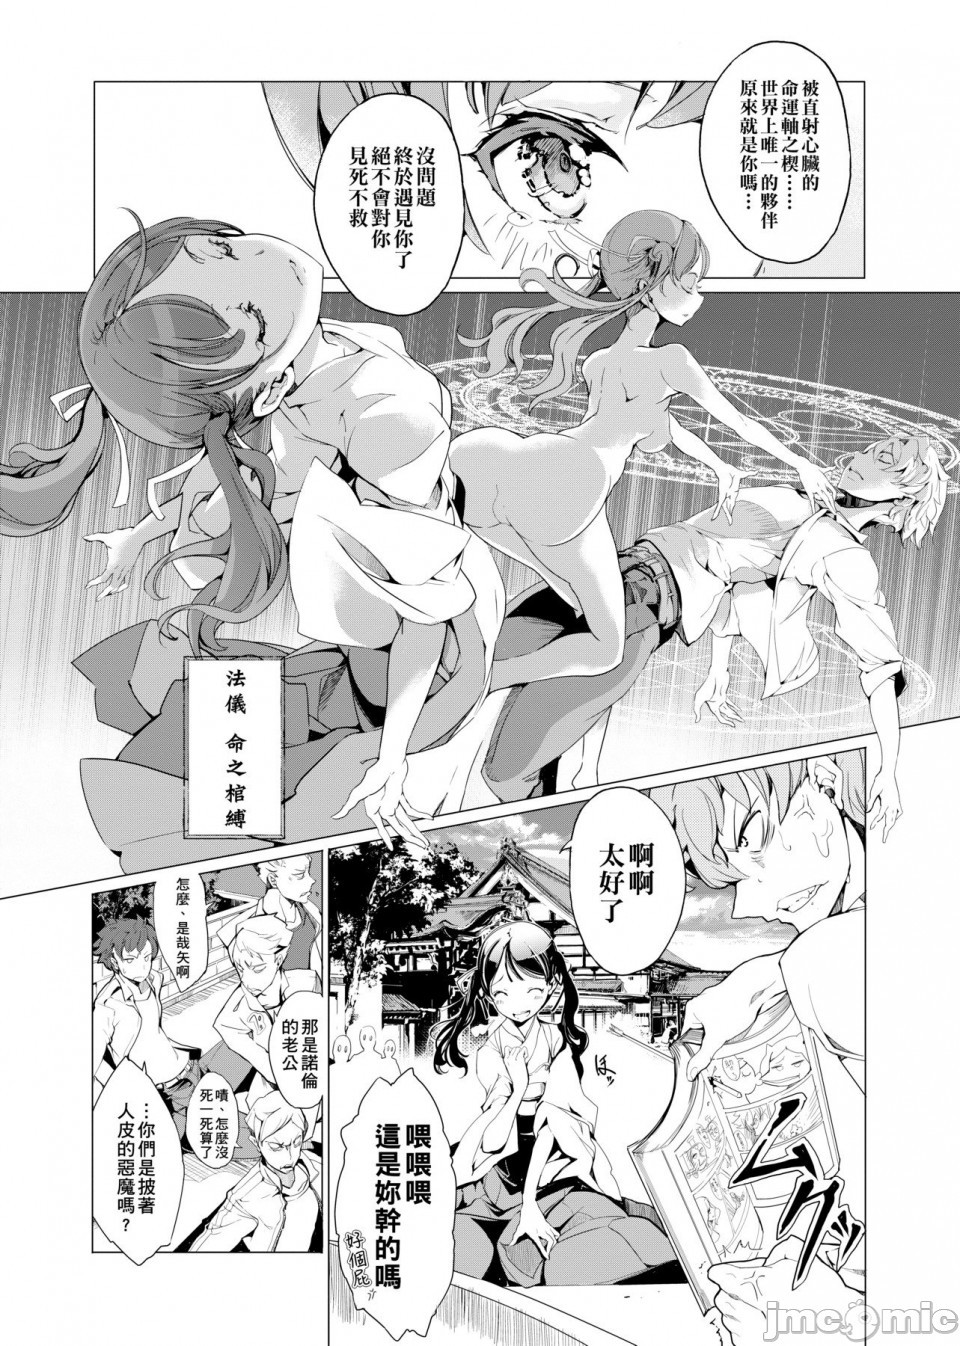 被直射心臟的
命運軸之楔……
世界上唯一的夥伴
原來就是你嗎…
沒問題
終於遇見你了
絕不會對你
見死不救
法儀 命之棺縛
啊啊
太好了
喂喂喂
這是妳幹的嗎
好個屁
ほっ
ムグッ
怎麼、是哉矢啊
那是諾倫
的老公
嘖、怎麼沒
死一死算了
…你們是披著
人皮的惡魔嗎？
jmcomic